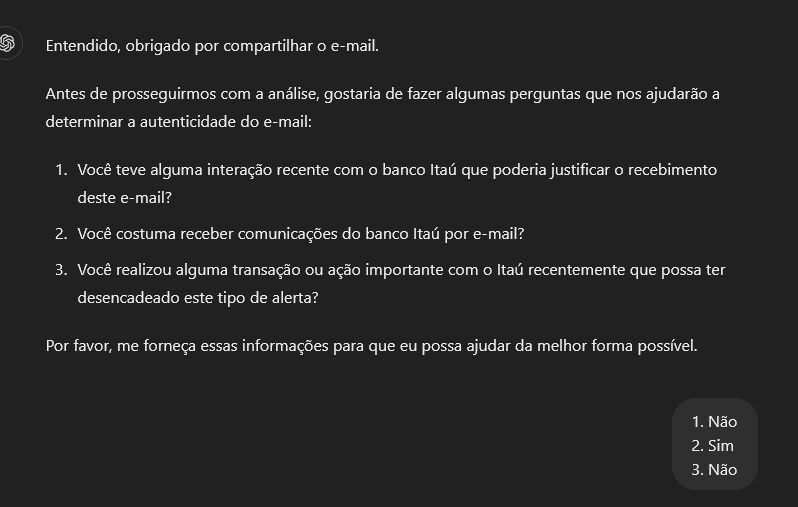 Entendido, obrigado por compartilhar o e-mail.
Antes de prosseguirmos com a análise, gostaria de fazer algumas perguntas que nos ajudarão a
determinar a autenticidade do e-mail:
1. Você teve alguma interação recente com o banco Itaú que poderia justificar o recebimento
deste e-mail?
2. Você costuma receber comunicações do banco Itaú por e-mail?
3. Você realizou alguma transação ou ação importante com o Itaú recentemente que possa ter
desencadeado este tipo de alerta?
Por favor, me forneça essas informações para que eu possa ajudar da melhor forma possível.
1. Não
2. Sim
3. Não